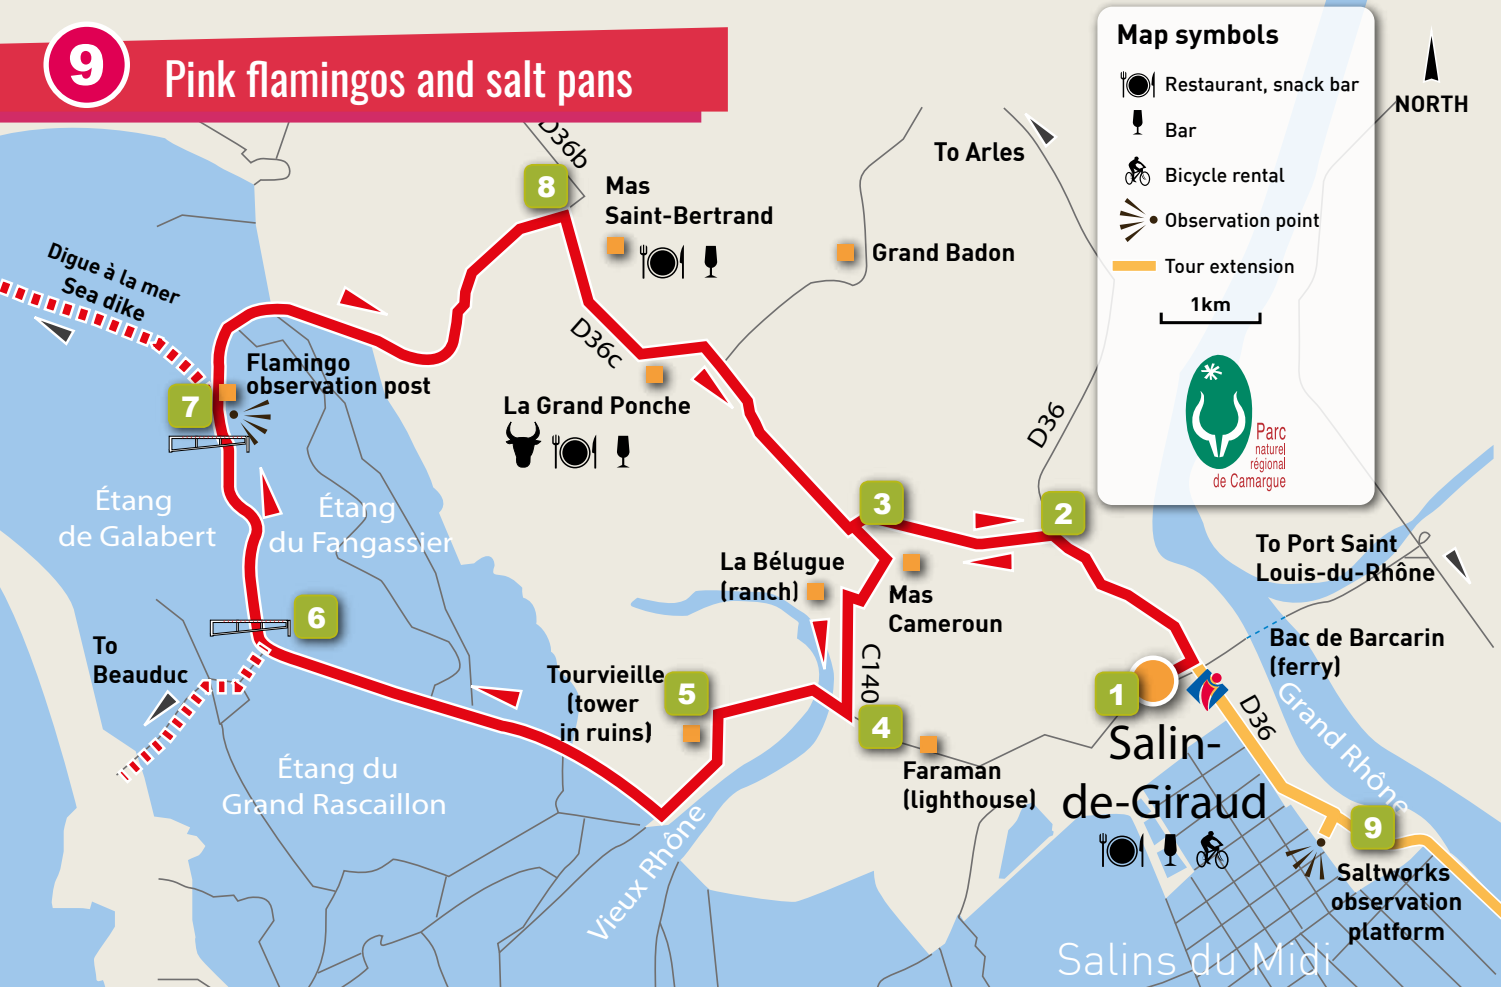 9
Pink flamingos and salt pans
Map symbols
Restaurant, snack bar
Bar
Bicycle rental
Observation point
Tour extension
1km
Parc
naturel
régional
de Camargue
NORTH
To Arles
D36b
8
Mas
Saint-Bertrand
Grand Badon
Digue à la mer
Sea dike
Flamingo
observation post
7
D36c
La Grand Ponche
D36
Étang
de Galabert
Étang
du Fangassier
3
2
La Bélugue
(ranch)
Mas
Cameroun
To Port Saint
Louis-du-Rhône
Bac de Barcarin
(ferry)
6
To
Beauduc
Tourvieille
(tower
in ruins)
5
C140
4
Faraman
(lighthouse)
1
Salin-
de-Giraud
D36
Grand Rhône
Étang du
Grand Rascaillon
Vieux Rhône
9
Saltworks
observation
platform
Salins du Midi